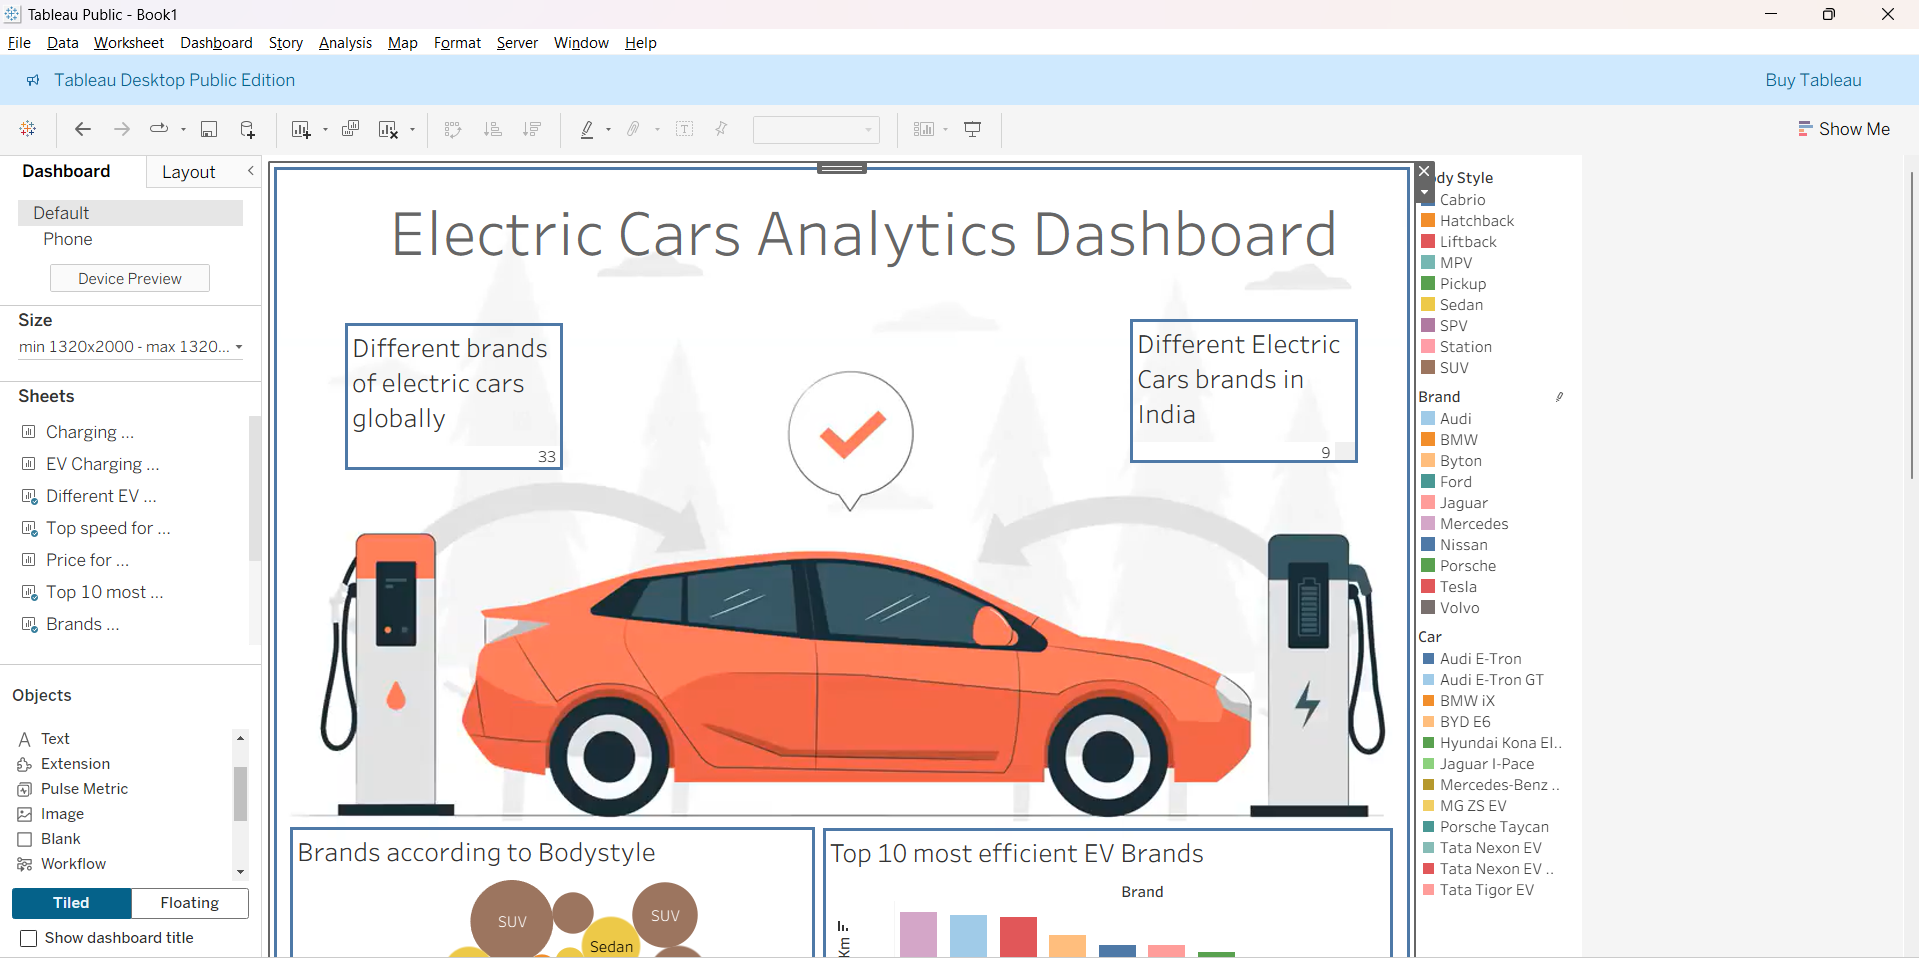 Tableau Public - Book1
File Data Worksheet Dashboard Story Analysis Map Format Server Window Help
Tableau Desktop Public Edition Buy Tableau
Show Me
Dashboard Layout
Default
Phone
Device Preview
Size
min 1320x2000 - max 1320...
Sheets
Charging ...
EV Charging ...
Different EV ...
Top speed for ...
Price for ...
Top 10 most ...
Brands ...
Objects
Text
Extension
Pulse Metric
Image
Blank
Workflow
Tiled Floating
Show dashboard title
Electric Cars Analytics Dashboard
Different brands
of electric cars
globally
33
Different Electric
Cars brands in
India
9
Brands according to Bodystyle
SUV
SUV
Sedan
Top 10 most efficient EV Brands
Brand
Km
dy Style
Cabrio
Hatchback
Liftback
MPV
Pickup
Sedan
SPV
Station
SUV
Brand
Audi
BMW
Byton
Ford
Jaguar
Mercedes
Nissan
Porsche
Tesla
Volvo
Car
Audi E-Tron
Audi E-Tron GT
BMW iX
BYD E6
Hyundai Kona El..
Jaguar I-Pace
Mercedes-Benz ..
MG ZS EV
Porsche Taycan
Tata Nexon EV
Tata Nexon EV ..
Tata Tigor EV